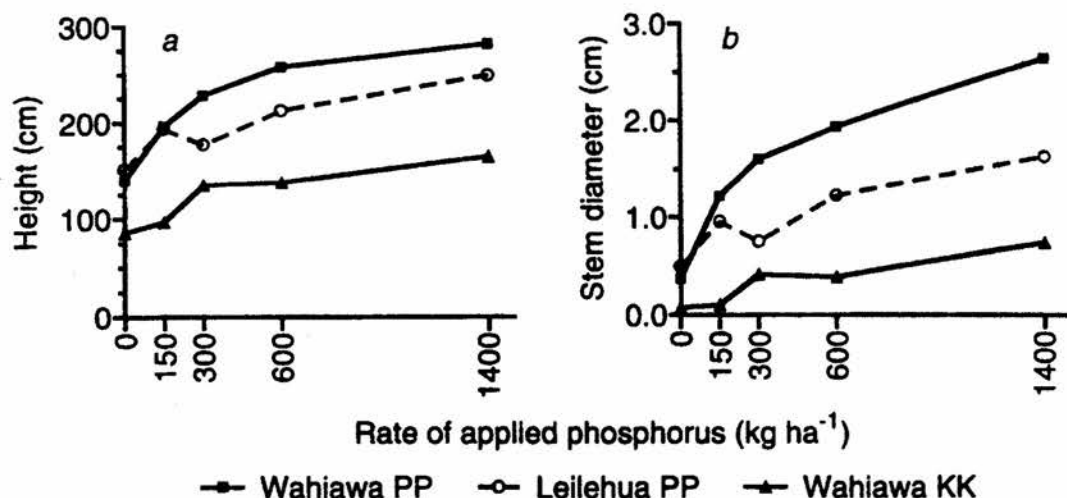 a
300
200
100
0
Height (cm)
0
150
300
600
1400
b
2.0
1.0
0.0
Stem diameter (cm)
0
150
300
600
1400
Rate of applied phosphorus (kg ha⁻¹)
Wahiawa PP
Leilehua PP
Wahiawa KK